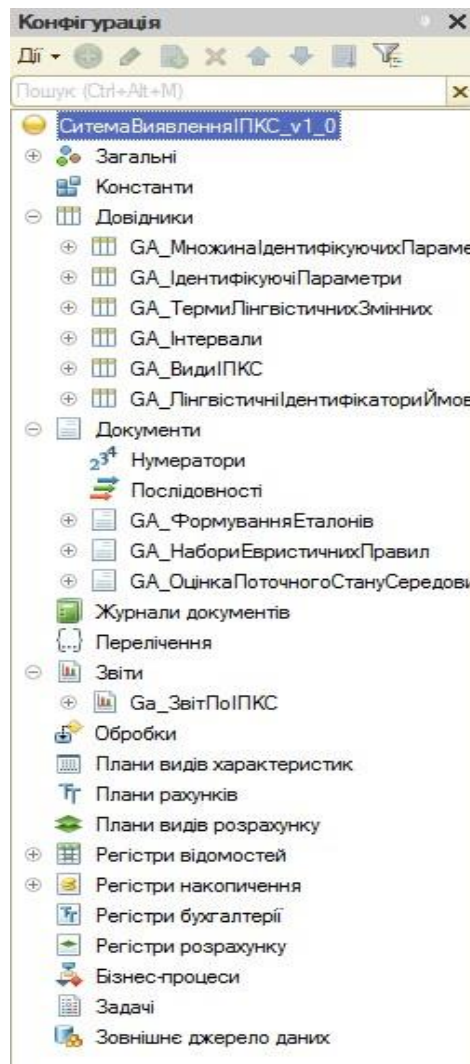 Конфігурація
Дії
Пошук (Ctrl+Alt+M)
СитемаВиявленняІПКС_v1_0
Загальні
Константи
Довідники
GA_МножинаІдентифікуючихПараме
GA_ІдентифікуючіПараметри
GA_ТермиЛінгвістичнихЗмінних
GA_Інтервали
GA_ВидиІПКС
GA_ЛінгвістичніІдентифікаториЙмов
Документи
Нумератори
Послідовності
GA_ФормуванняЕталонів
GA_НабориЕвристичнихПравил
GA_ОцінкаПоточногоСтануСередови
Журнали документів
Перелічення
Звіти
Ga_ЗвітПоІПКС
Обробки
Плани видів характеристик
Плани рахунків
Плани видів розрахунку
Регістри відомостей
Регістри накопичення
Регістри бухгалтерії
Регістри розрахунку
Бізнес-процеси
Задачі
Зовнішнє джерело даних